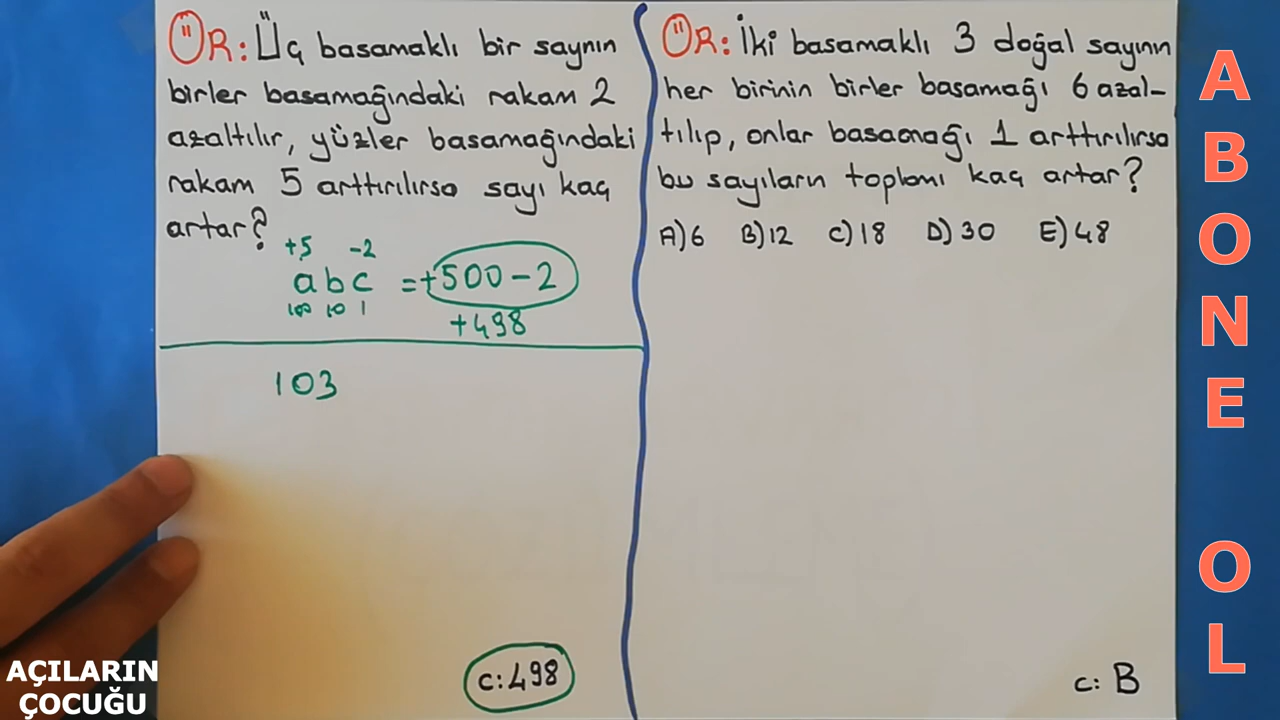 ÖR: Üç basamaklı bir sayının
birler basamağındaki rakam 2
azaltılır, yüzler basamağındaki
rakam 5 arttırılırsa sayı kaç
artar?
+5 -2
abc = +500-2
100 10 1
+498
103
c:498
ÖR: İki basamaklı 3 doğal sayının
her birinin birler basamağı 6 azal-
tılıp, onlar basamağı 1 arttırılırsa
bu sayıların toplamı kaç artar?
A)6 B)12 C)18 D)30 E)48
c: B
ABONE OL
AÇILARIN
ÇOCUĞU